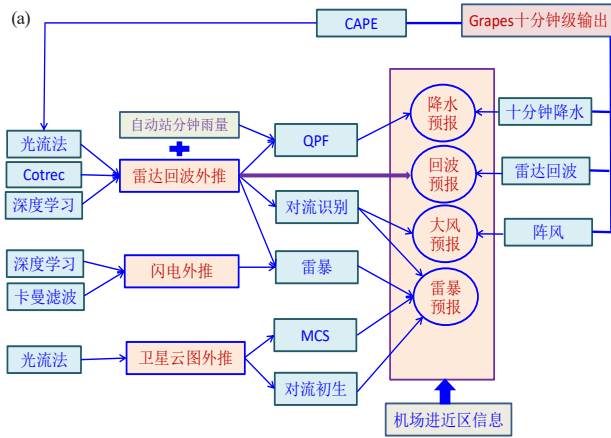 (a)
CAPE
Grapes十分钟级输出
自动站分钟雨量
光流法
Cotrec
深度学习
雷达回波外推
QPF
对流识别
雷暴
降水
预报
回波
预报
大风
预报
雷暴
预报
十分钟降水
雷达回波
阵风
深度学习
卡曼滤波
闪电外推
光流法
卫星云图外推
MCS
对流初生
机场进近区信息